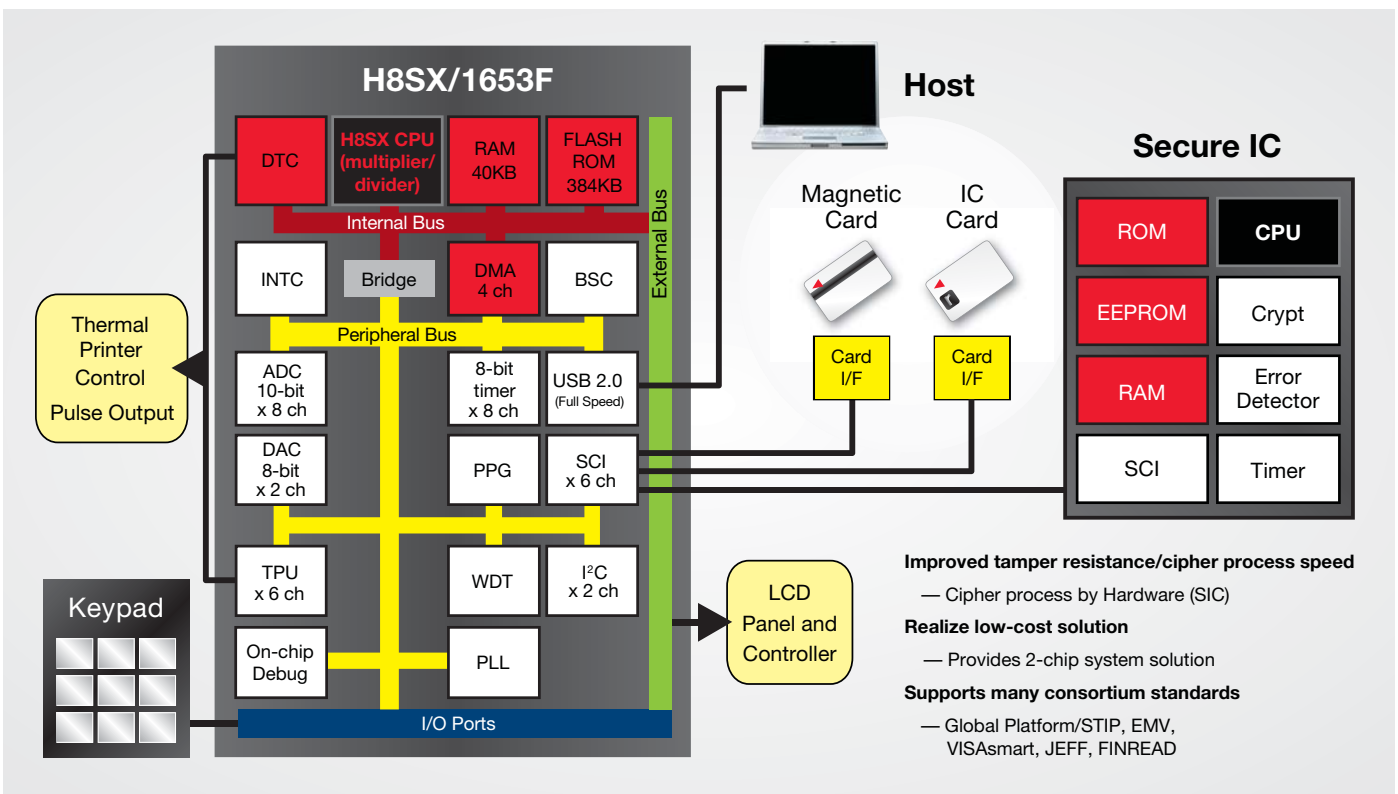 H8SX/1653F
DTC
H8SX CPU
(multiplier/
divider)
RAM
40KB
FLASH
ROM
384KB
Internal Bus
External Bus
INTC
Bridge
DMA
4 ch
BSC
Peripheral Bus
ADC
10-bit
x 8 ch
8-bit
timer
x 8 ch
USB 2.0
(Full Speed)
DAC
8-bit
x 2 ch
PPG
SCI
x 6 ch
TPU
x 6 ch
WDT
I²C
x 2 ch
On-chip
Debug
PLL
I/O Ports
Thermal
Printer
Control
Pulse Output
Keypad
Host
Magnetic
Card
IC
Card
Card
I/F
Card
I/F
LCD
Panel and
Controller
Secure IC
ROM
CPU
EEPROM
Crypt
RAM
Error
Detector
SCI
Timer
Improved tamper resistance/cipher process speed
— Cipher process by Hardware (SIC)
Realize low-cost solution
— Provides 2-chip system solution
Supports many consortium standards
— Global Platform/STIP, EMV,
VISAsmart, JEFF, FINREAD